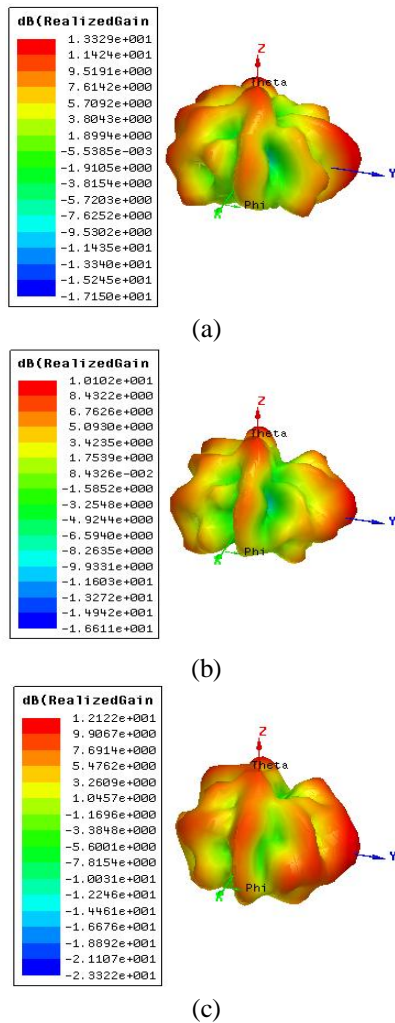 dB(RealizedGain
1.3329e+001
1.1424e+001
9.5191e+000
7.6142e+000
5.7092e+000
3.8043e+000
1.8994e+000
-5.5385e-003
-1.9105e+000
-3.8154e+000
-5.7203e+000
-7.6252e+000
-9.5302e+000
-1.1435e+001
-1.3340e+001
-1.5245e+001
-1.7150e+001
Z
Theta
Y
X
Phi
(a)
dB(RealizedGain
1.0102e+001
8.4322e+000
6.7626e+000
5.0930e+000
3.4235e+000
1.7539e+000
8.4326e-002
-1.5852e+000
-3.2548e+000
-4.9244e+000
-6.5940e+000
-8.2635e+000
-9.9331e+000
-1.1603e+001
-1.3272e+001
-1.4942e+001
-1.6611e+001
Z
Theta
Y
X
Phi
(b)
dB(RealizedGain
1.2122e+001
9.9067e+000
7.6914e+000
5.4762e+000
3.2609e+000
1.0457e+000
-1.1696e+000
-3.3848e+000
-5.6001e+000
-7.8154e+000
-1.0031e+001
-1.2246e+001
-1.4461e+001
-1.6676e+001
-1.8892e+001
-2.1107e+001
-2.3322e+001
Z
Theta
Y
X
Phi
(c)